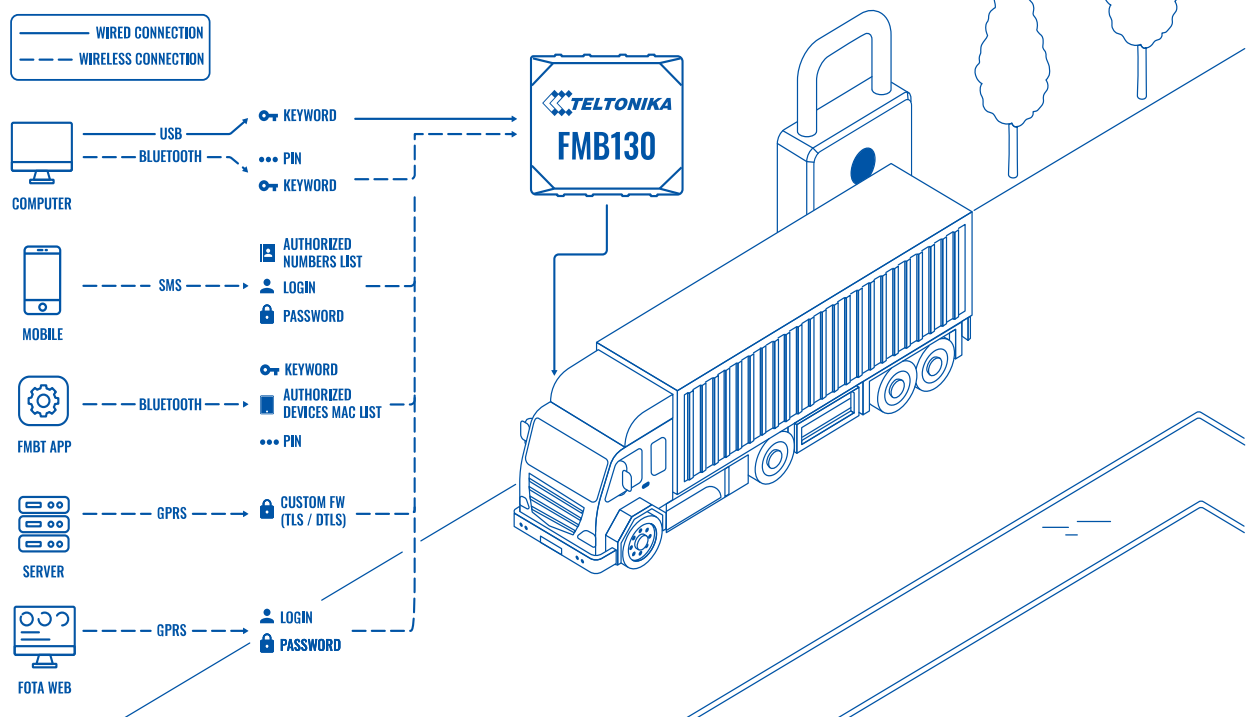 WIRED CONNECTION
WIRELESS CONNECTION
TELTONIKA
FMB130
USB
KEYWORD
BLUETOOTH
PIN
KEYWORD
COMPUTER
AUTHORIZED
NUMBERS LIST
SMS
LOGIN
PASSWORD
MOBILE
KEYWORD
BLUETOOTH
AUTHORIZED
DEVICES MAC LIST
PIN
FMBT APP
GPRS
CUSTOM FW
(TLS / DTLS)
SERVER
LOGIN
GPRS
PASSWORD
FOTA WEB